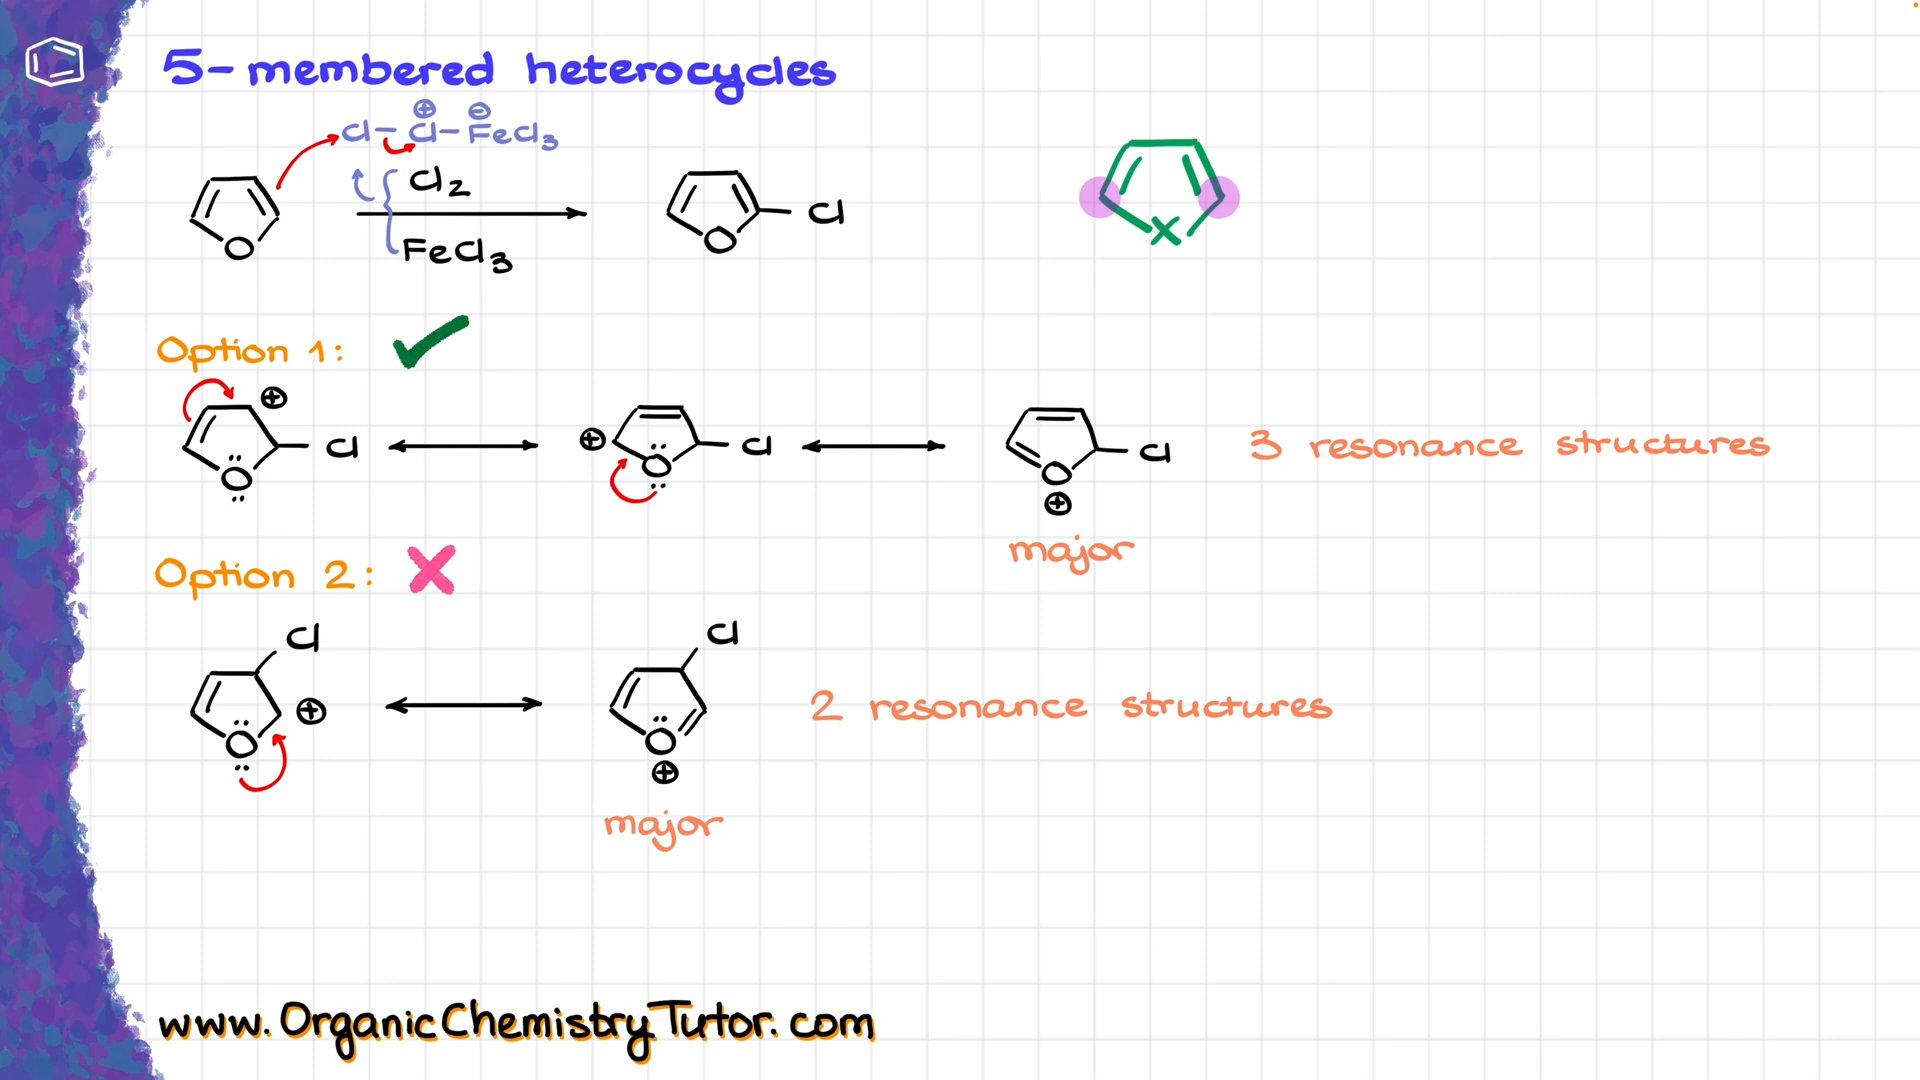 5-membered heterocycles
⊕ ⊖
Cl-Cl-FeCl₃
Cl₂
O FeCl₃ O Cl
X
Option 1:
⊕
O Cl ⊕ O Cl O Cl 3 resonance structures
⊕
major
Option 2:
Cl Cl
O ⊕ O 2 resonance structures
⊕
major
www.OrganicChemistryTutor.com